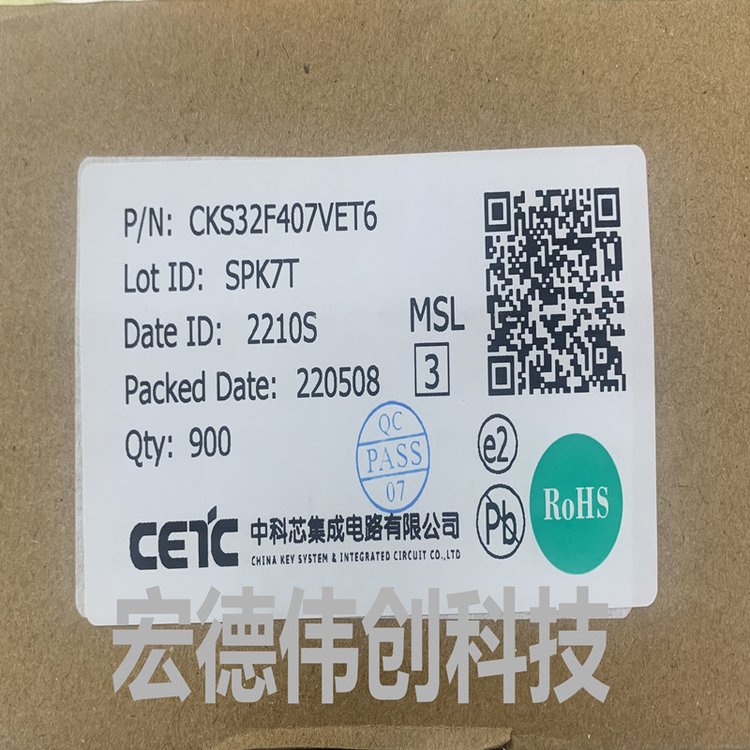 P/N: CKS32F407VET6
Lot ID: SPK7T
Date ID: 2210S
Packed Date: 220508
Qty: 900
MSL
3
QC
PASS
07
e2
Pb
RoHS
CETC 中科芯集成电路有限公司
CHINA KEY SYSTEM & INTEGRATED CIRCUIT CO.,LTD
宏德伟创科技